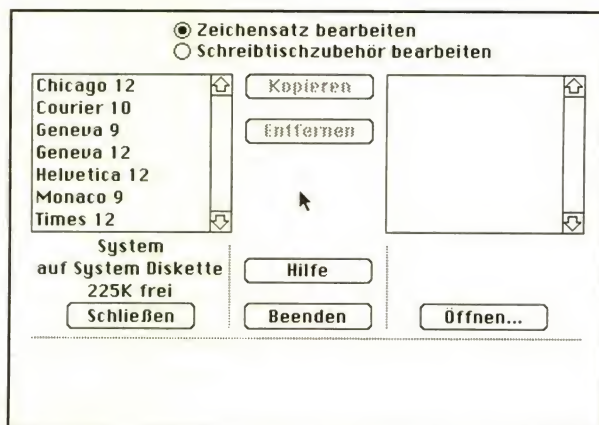 Zeichensatz bearbeiten
Schreibtischzubehör bearbeiten
Chicago 12
Courier 10
Geneva 9
Geneva 12
Helvetica 12
Monaco 9
Times 12
Kopieren
Entfernen
System
auf System Diskette
225K frei
Schließen
Hilfe
Beenden
Öffnen...